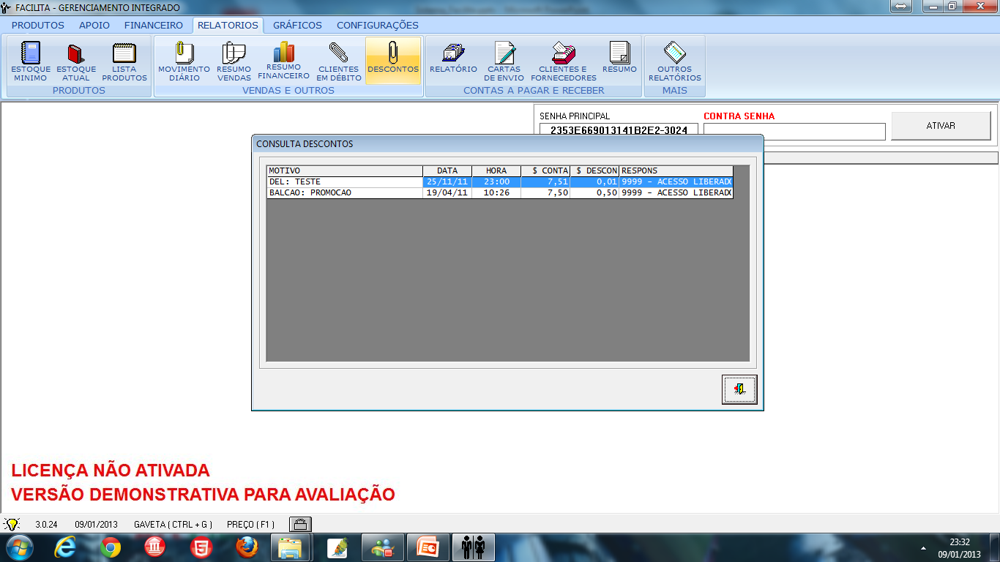 FACILITA - GERENCIAMENTO INTEGRADO
PRODUTOS APOIO FINANCEIRO RELATORIOS GRÁFICOS CONFIGURAÇÕES
ESTOQUE MINIMO
ESTOQUE ATUAL
LISTA PRODUTOS
MOVIMENTO DIÁRIO
RESUMO VENDAS
RESUMO FINANCEIRO
CLIENTES EM DÉBITO
DESCONTOS
RELATÓRIO
CARTAS DE ENVIO
CLIENTES E FORNECEDORES
RESUMO
OUTROS RELATÓRIOS
PRODUTOS VENDAS E OUTROS CONTAS A PAGAR E RECEBER MAIS
SENHA PRINCIPAL CONTRA SENHA
2353E669013141B2E2-3024 ATIVAR
CONSULTA DESCONTOS
MOTIVO DATA HORA $ CONTA $ DESCON RESPONS
DEL: TESTE 25/11/11 23:00 7,51 0,01 9999 - ACESSO LIBERADO
BALCAO: PROMOCAO 19/04/11 10:26 7,50 0,50 9999 - ACESSO LIBERADO
LICENÇA NÃO ATIVADA
VERSÃO DEMONSTRATIVA PARA AVALIAÇÃO
3.0.24 09/01/2013 GAVETA ( CTRL + G ) PREÇO ( F1 )
23:32
09/01/2013